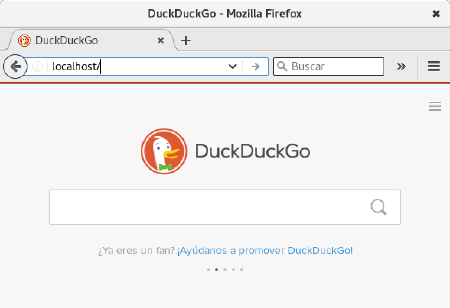 DuckDuckGo - Mozilla Firefox
DuckDuckGo
localhost/
Buscar
DuckDuckGo
¿Ya eres un fan? ¡Ayúdanos a promover DuckDuckGo!